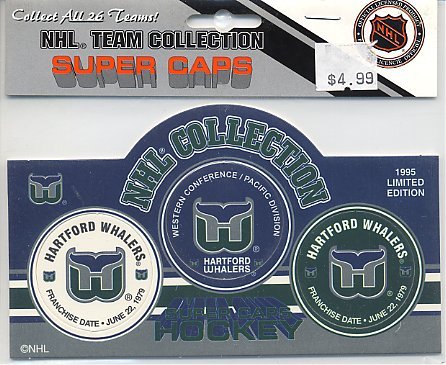 Collect All 26 Teams!
NHL® TEAM COLLECTION
SUPER CAPS
NHL
$4.99
NHL COLLECTION
1995
LIMITED
EDITION
WESTERN CONFERENCE / PACIFIC DIVISION
HARTFORD
WHALERS
®
HARTFORD WHALERS
®
FRANCHISE DATE • JUNE 22, 1979
HARTFORD WHALERS
®
FRANCHISE DATE • JUNE 22, 1979
SUPER CAPS
HOCKEY
©NHL